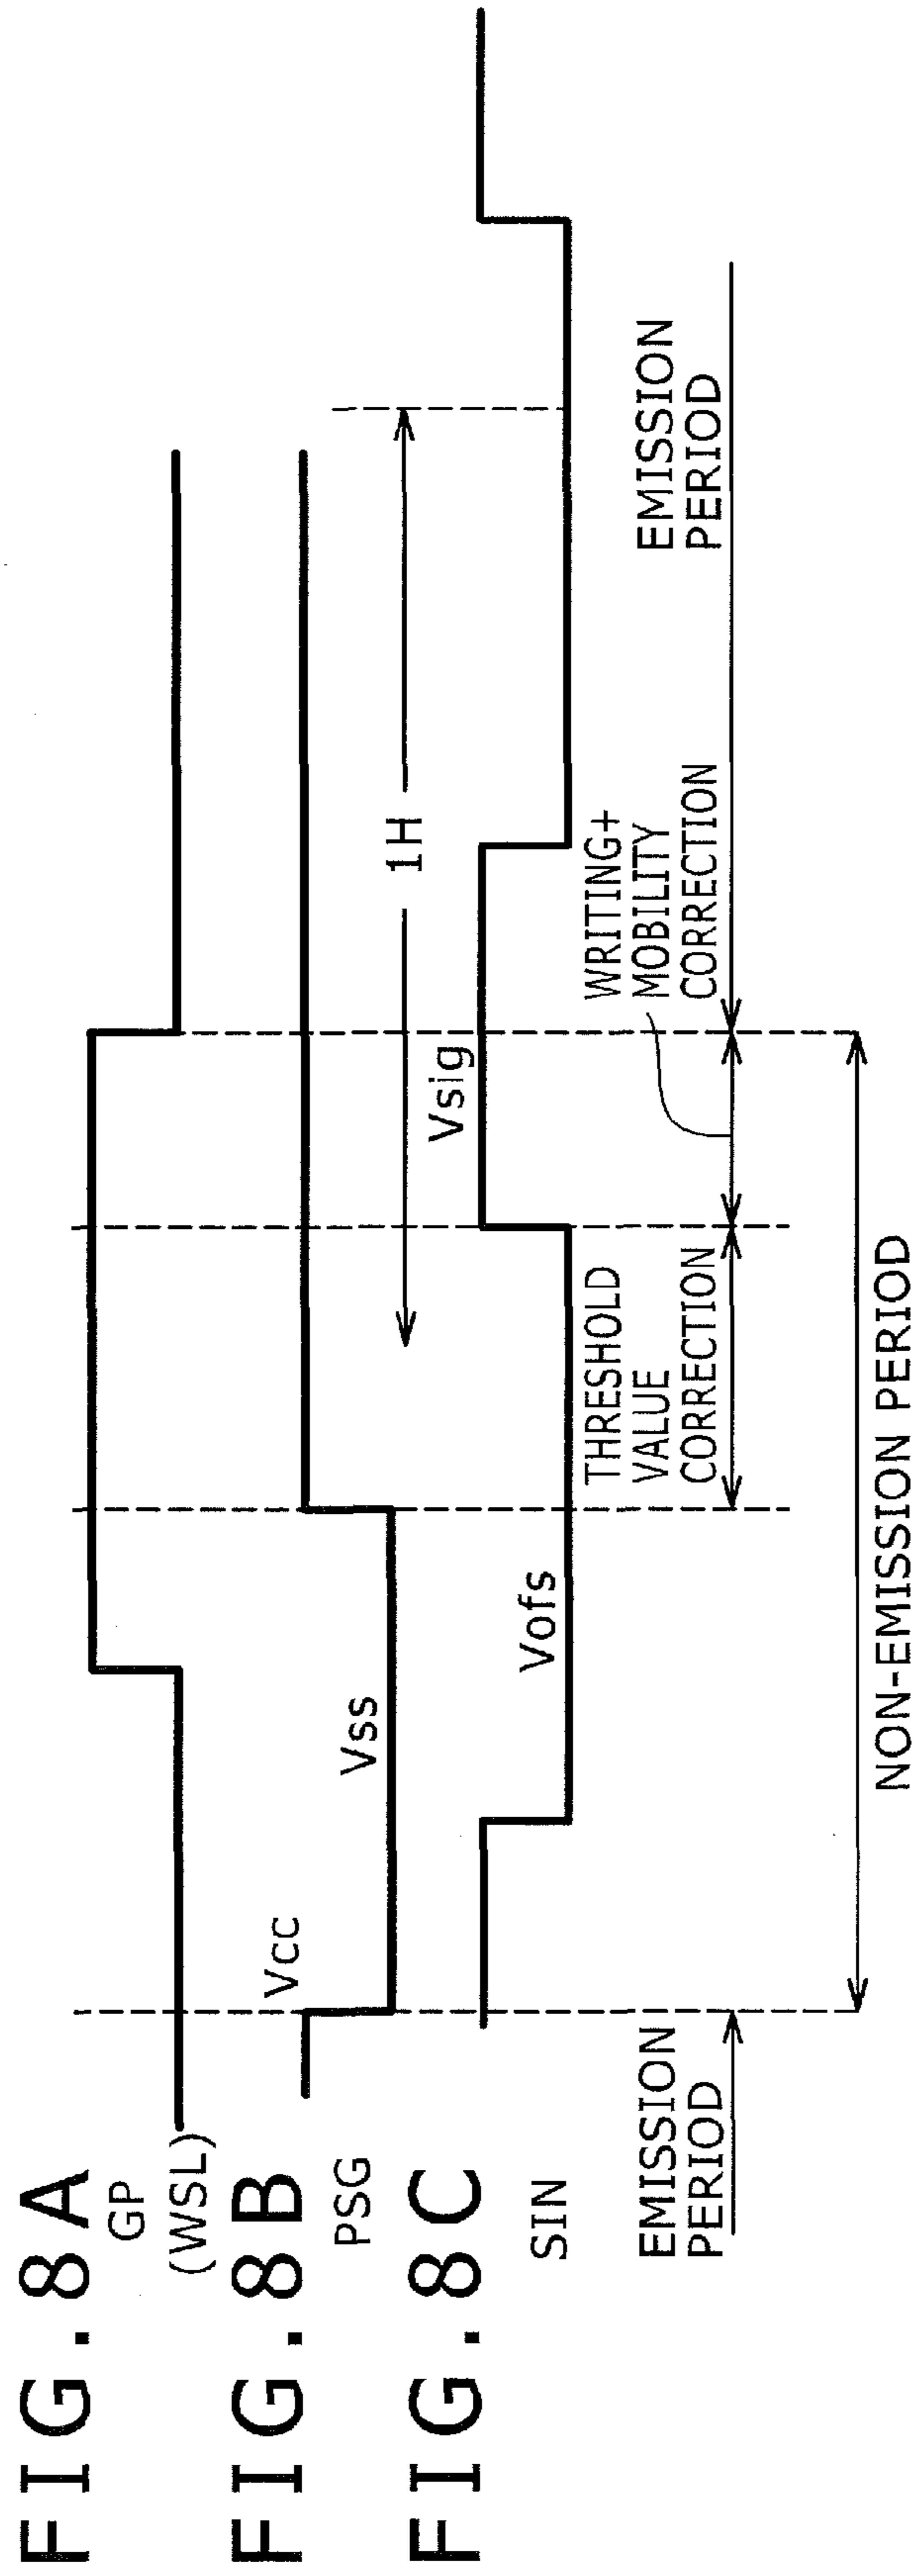 FIG.8A
GP
(WSL)
FIG.8B
PSG
Vcc
Vss
FIG.8C
SIN
Vofs
Vsig
1H
EMISSION
PERIOD
THRESHOLD
VALUE
CORRECTION
WRITING+
MOBILITY
CORRECTION
EMISSION
PERIOD
NON-EMISSION PERIOD